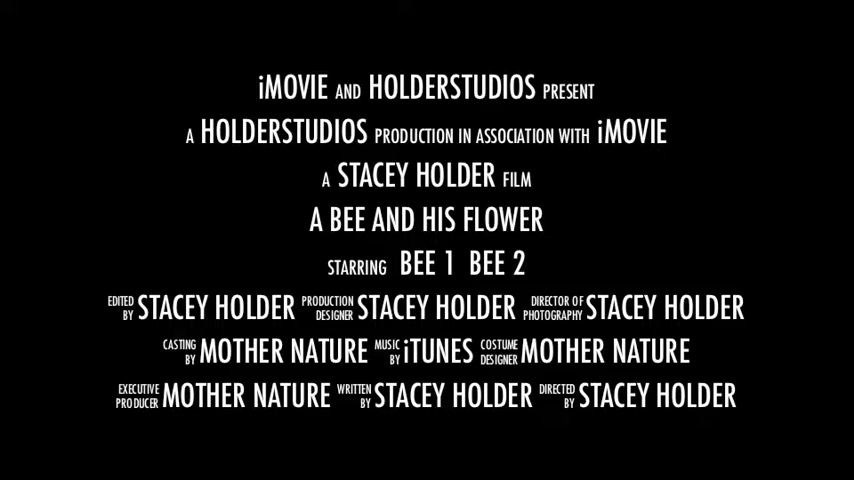 iMOVIE AND HOLDERSTUDIOS PRESENT
A HOLDERSTUDIOS PRODUCTION IN ASSOCIATION WITH iMOVIE
A STACEY HOLDER FILM
A BEE AND HIS FLOWER
STARRING BEE 1 BEE 2
EDITED BY STACEY HOLDER PRODUCTION DESIGNER STACEY HOLDER DIRECTOR OF PHOTOGRAPHY STACEY HOLDER
CASTING BY MOTHER NATURE MUSIC BY iTUNES COSTUME DESIGNER MOTHER NATURE
EXECUTIVE PRODUCER MOTHER NATURE WRITTEN BY STACEY HOLDER DIRECTED BY STACEY HOLDER